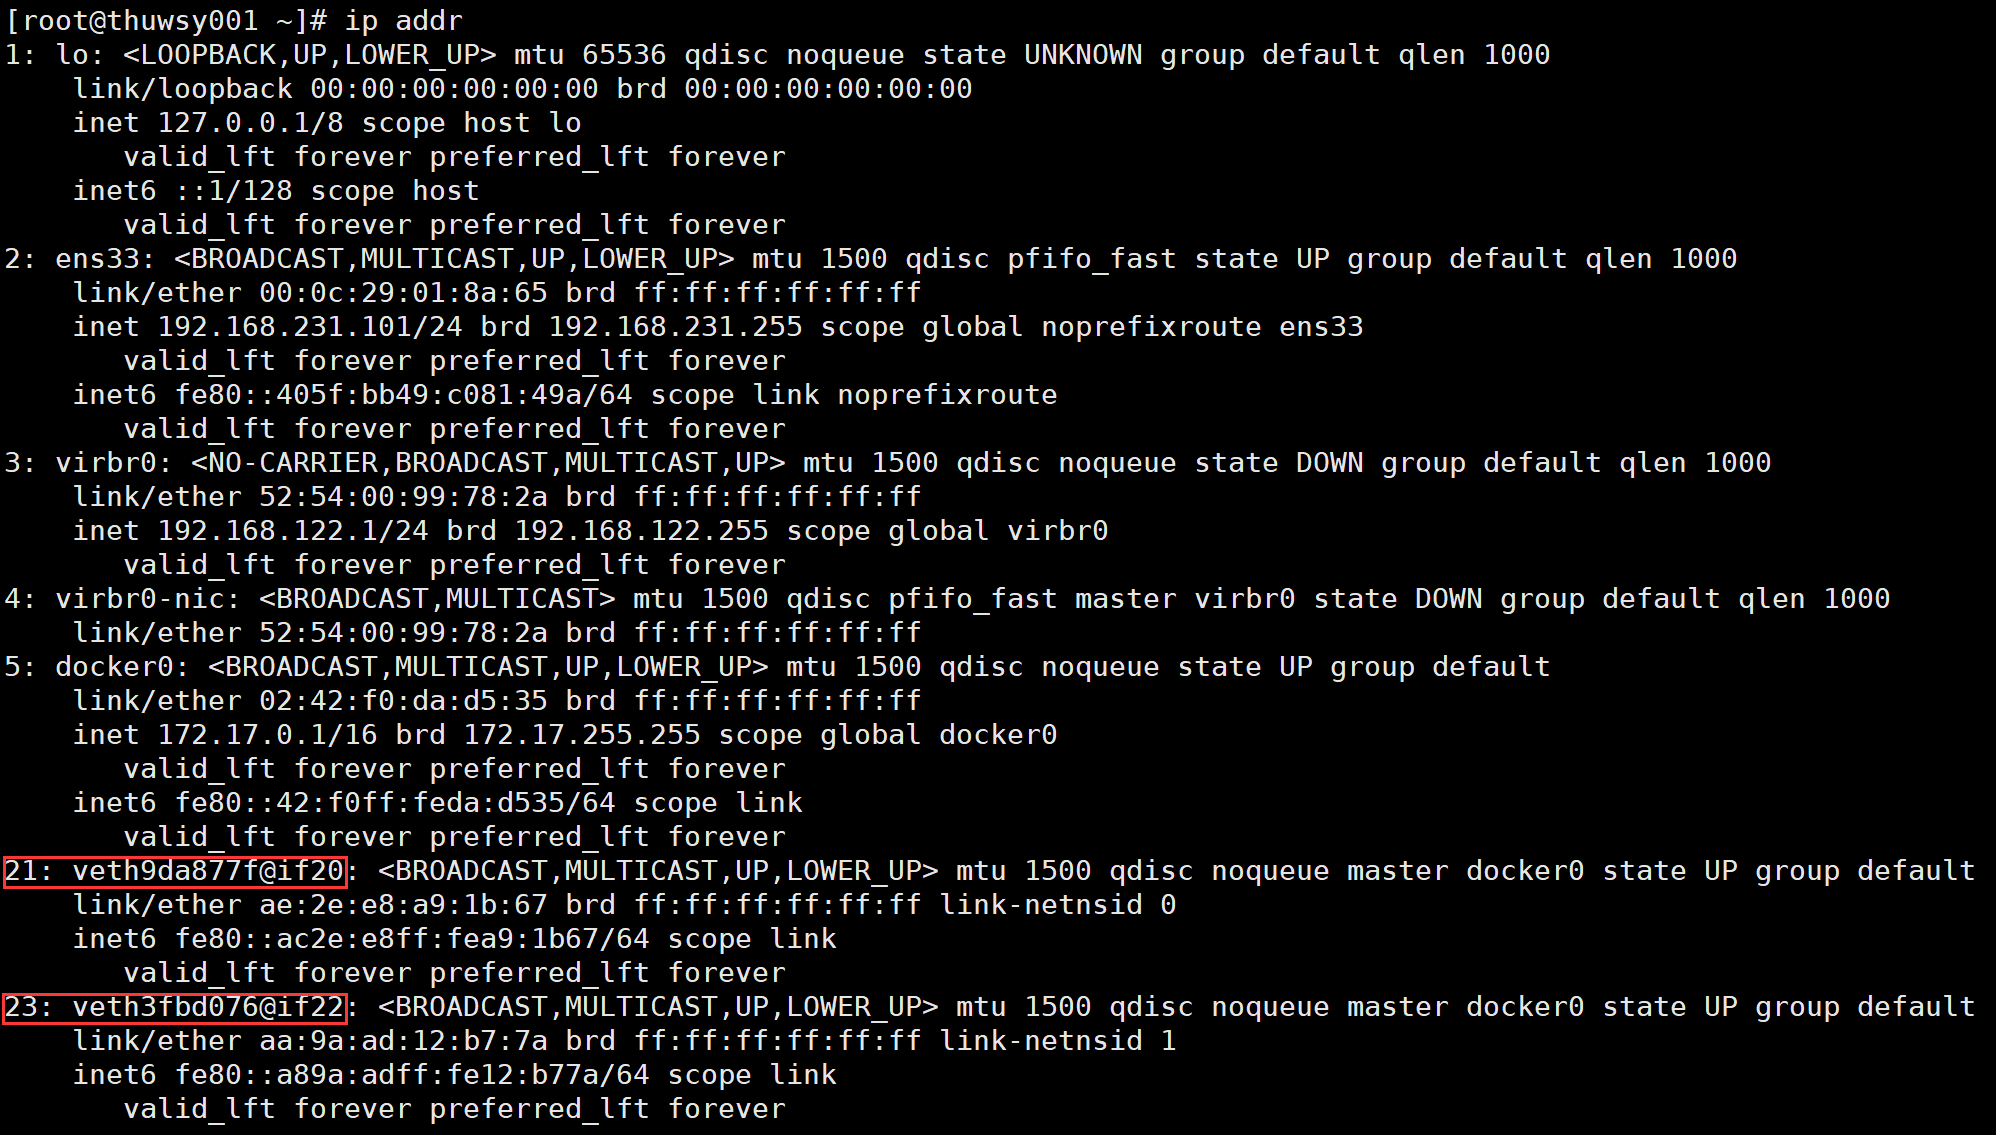 [root@thuwsy001 ~]# ip addr
1: lo: <LOOPBACK,UP,LOWER_UP> mtu 65536 qdisc noqueue state UNKNOWN group default qlen 1000
    link/loopback 00:00:00:00:00:00 brd 00:00:00:00:00:00
    inet 127.0.0.1/8 scope host lo
       valid_lft forever preferred_lft forever
    inet6 ::1/128 scope host
       valid_lft forever preferred_lft forever
2: ens33: <BROADCAST,MULTICAST,UP,LOWER_UP> mtu 1500 qdisc pfifo_fast state UP group default qlen 1000
    link/ether 00:0c:29:01:8a:65 brd ff:ff:ff:ff:ff:ff
    inet 192.168.231.101/24 brd 192.168.231.255 scope global noprefixroute ens33
       valid_lft forever preferred_lft forever
    inet6 fe80::405f:bb49:c081:49a/64 scope link noprefixroute
       valid_lft forever preferred_lft forever
3: virbr0: <NO-CARRIER,BROADCAST,MULTICAST,UP> mtu 1500 qdisc noqueue state DOWN group default qlen 1000
    link/ether 52:54:00:99:78:2a brd ff:ff:ff:ff:ff:ff
    inet 192.168.122.1/24 brd 192.168.122.255 scope global virbr0
       valid_lft forever preferred_lft forever
4: virbr0-nic: <BROADCAST,MULTICAST> mtu 1500 qdisc pfifo_fast master virbr0 state DOWN group default qlen 1000
    link/ether 52:54:00:99:78:2a brd ff:ff:ff:ff:ff:ff
5: docker0: <BROADCAST,MULTICAST,UP,LOWER_UP> mtu 1500 qdisc noqueue state UP group default
    link/ether 02:42:f0:da:d5:35 brd ff:ff:ff:ff:ff:ff
    inet 172.17.0.1/16 brd 172.17.255.255 scope global docker0
       valid_lft forever preferred_lft forever
    inet6 fe80::42:f0ff:feda:d535/64 scope link
       valid_lft forever preferred_lft forever
21: veth9da877f@if20: <BROADCAST,MULTICAST,UP,LOWER_UP> mtu 1500 qdisc noqueue master docker0 state UP group default
    link/ether ae:2e:e8:a9:1b:67 brd ff:ff:ff:ff:ff:ff link-netnsid 0
    inet6 fe80::ac2e:e8ff:fea9:1b67/64 scope link
       valid_lft forever preferred_lft forever
23: veth3fbd076@if22: <BROADCAST,MULTICAST,UP,LOWER_UP> mtu 1500 qdisc noqueue master docker0 state UP group default
    link/ether aa:9a:ad:12:b7:7a brd ff:ff:ff:ff:ff:ff link-netnsid 1
    inet6 fe80::a89a:adff:fe12:b77a/64 scope link
       valid_lft forever preferred_lft forever